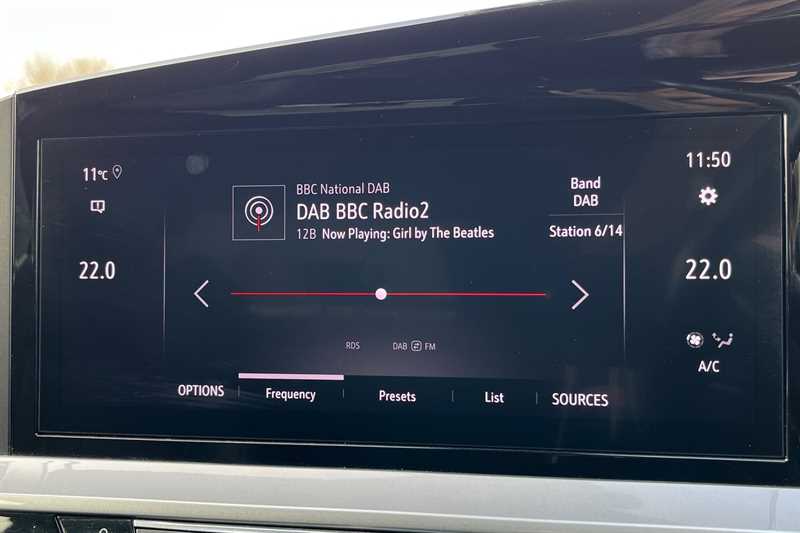 11°C
22.0
BBC National DAB
DAB BBC Radio2
12B Now Playing: Girl by The Beatles
Band
DAB
Station 6/14
11:50
22.0
A/C
RDS
DAB FM
OPTIONS
Frequency
Presets
List
SOURCES